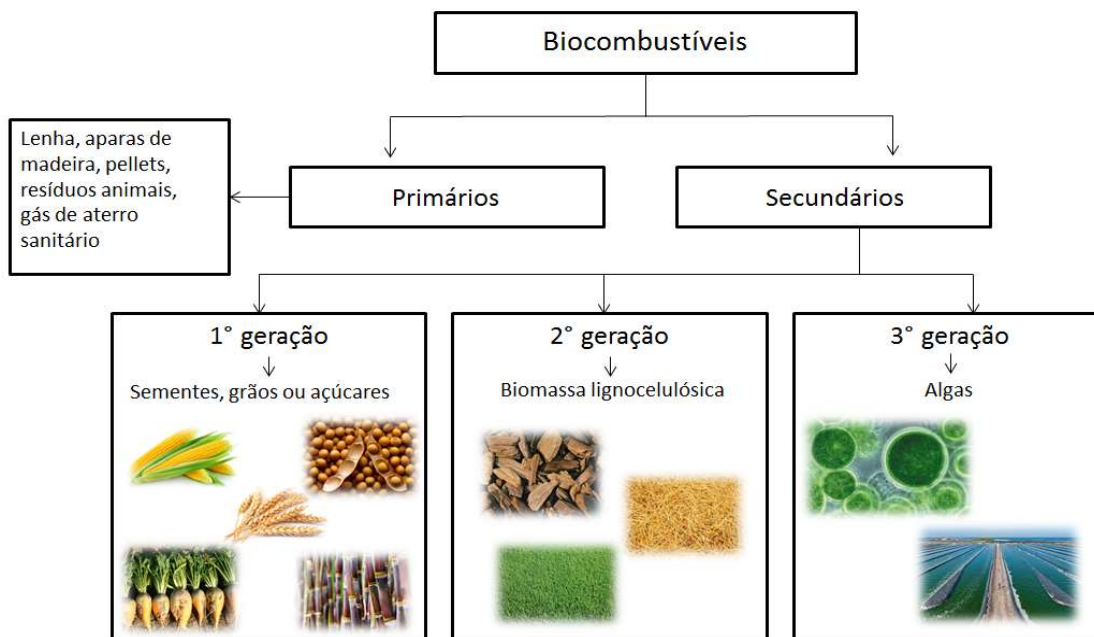 Biocombustíveis
Lenha, aparas de
madeira, pellets,
resíduos animais,
gás de aterro
sanitário
Primários
Secundários
1° geração
Sementes, grãos ou açúcares
2° geração
Biomassa lignocelulósica
3° geração
Algas